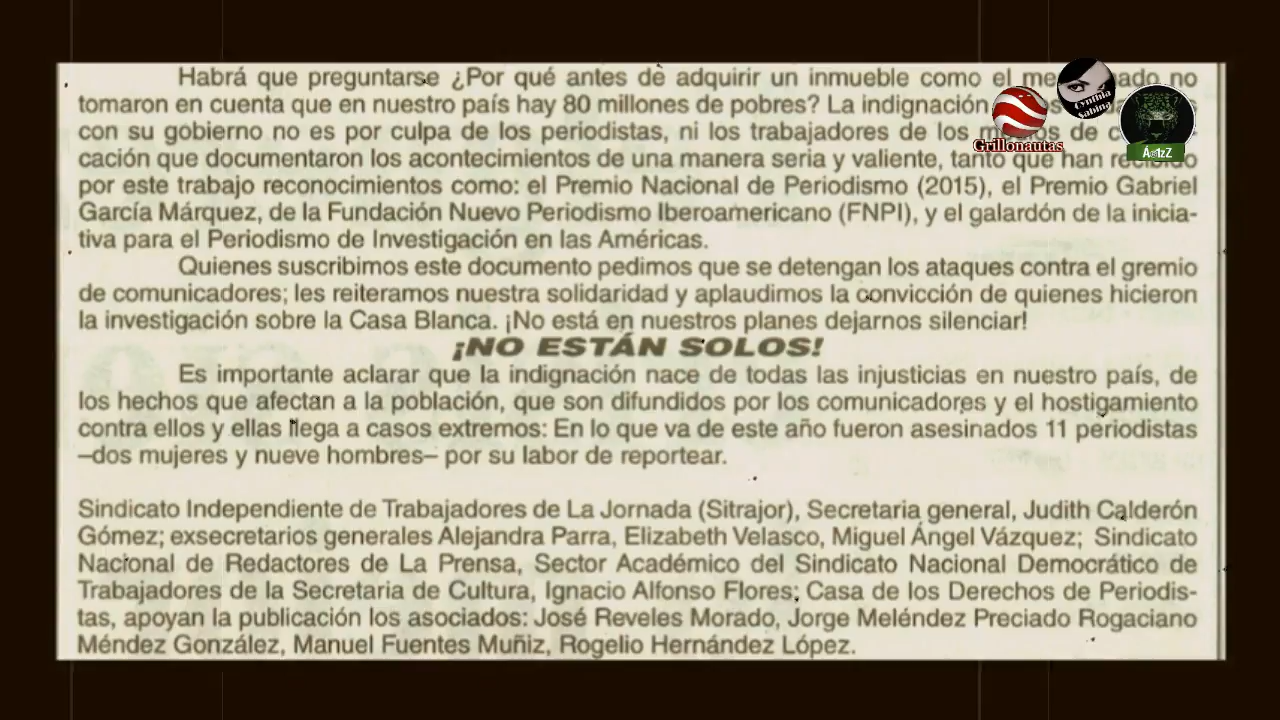 Habrá que preguntarse ¿Por qué antes de adquirir un inmueble como el no
tomaron en cuenta que en nuestro país hay 80 millones de pobres? La indignación
con su gobierno no es por culpa de los periodistas, ni los trabajadores de los de
cación que documentaron los acontecimientos de una manera seria y valiente, tanto que han
por este trabajo reconocimientos como: el Premio Nacional de Periodismo (2015), el Premio Gabriel
García Márquez, de la Fundación Nuevo Periodismo Iberoamericano (FNPI), y el galardón de la inicia-
tiva para el Periodismo de Investigación en las Américas.
Quienes suscribimos este documento pedimos que se detengan los ataques contra el gremio
de comunicadores; les reiteramos nuestra solidaridad y aplaudimos la convicción de quienes hicieron
la investigación sobre la Casa Blanca. ¡No está en nuestros planes dejarnos silenciar!
¡NO ESTÁN SOLOS!
Es importante aclarar que la indignación nace de todas las injusticias en nuestro país, de
los hechos que afectan a la población, que son difundidos por los comunicadores y el hostigamiento
contra ellos y ellas llega a casos extremos: En lo que va de este año fueron asesinados 11 periodistas
–dos mujeres y nueve hombres– por su labor de reportear.
Sindicato Independiente de Trabajadores de La Jornada (Sitrajor), Secretaria general, Judith Calderón
Gómez; exsecretarios generales Alejandra Parra, Elizabeth Velasco, Miguel Ángel Vázquez; Sindicato
Nacional de Redactores de La Prensa, Sector Académico del Sindicato Nacional Democrático de
Trabajadores de la Secretaria de Cultura, Ignacio Alfonso Flores; Casa de los Derechos de Periodis-
tas, apoyan la publicación los asociados: José Reveles Morado, Jorge Meléndez Preciado Rogaciano
Méndez González, Manuel Fuentes Muñiz, Rogelio Hernández López.
Grillonautas
Cynthia
Sabina